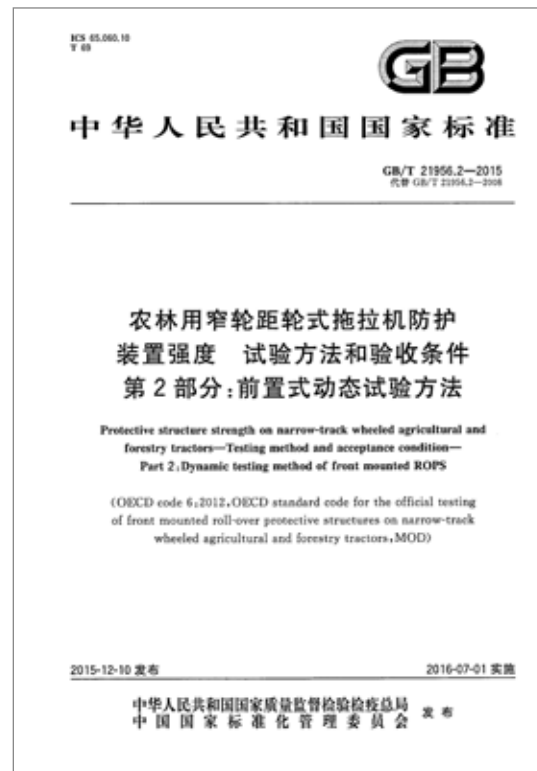 ICS 65.060.10
T 69
GB
中华人民共和国国家标准
GB/T 21956.2—2015
代替 GB/T 21956.2—2008
农林用窄轮距轮式拖拉机防护
装置强度 试验方法和验收条件
第2部分:前置式动态试验方法
Protective structure strength on narrow-track wheeled agricultural and
forestry tractors—Testing method and acceptance condition—
Part 2:Dynamic testing method of front mounted ROPS
(OECD code 6:2012,OECD standard code for the official testing
of front mounted roll-over protective structures on narrow-track
wheeled agricultural and forestry tractors,MOD)
2015-12-10 发布
2016-07-01 实施
中华人民共和国国家质量监督检验检疫总局
中国国家标准化管理委员会
发布